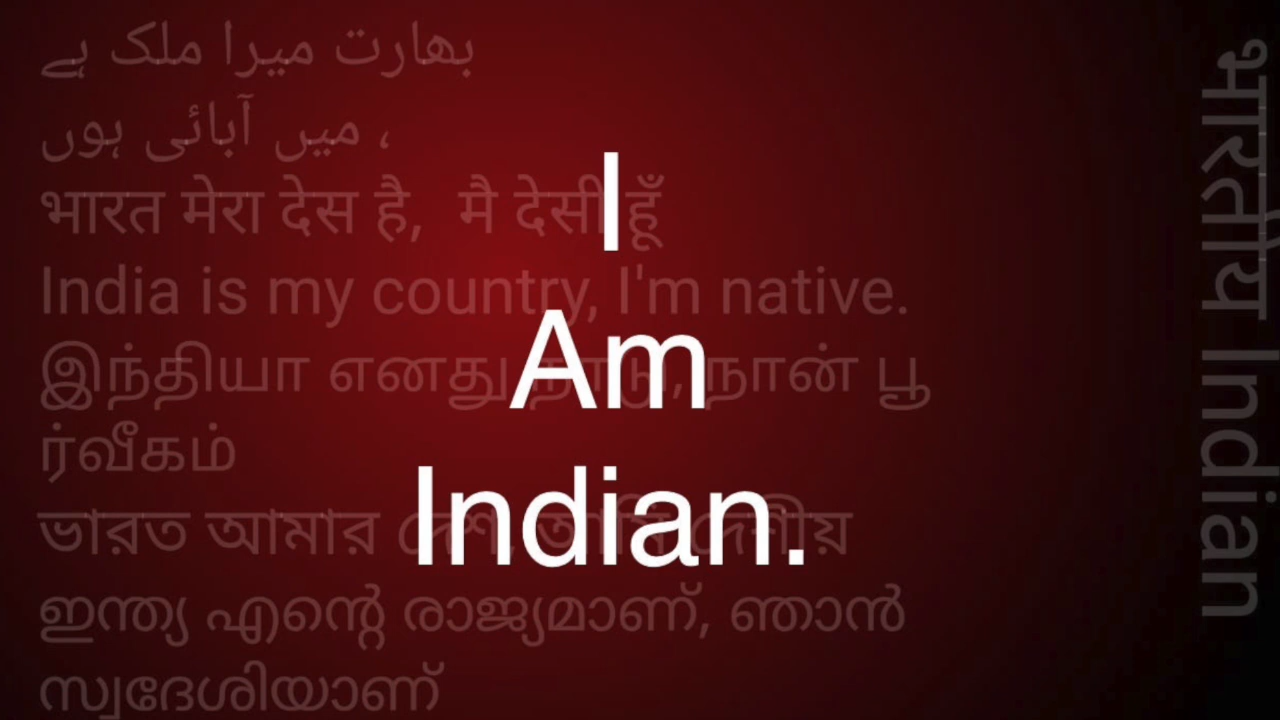 بھارت میرا ملک ہے
، میں آبائی ہوں
भारत मेरा देस है, मै देसी हूँ
India is my country, I'm native.
இந்தியா எனது நாடு, நான் பூ
ர்வீகம்
ভারত আমার দেশ, আমি দেশীয়
ഇന്ത്യ എന്റെ രാജ്യമാണ്, ഞാൻ
സ്വദേശിയാണ്
I
Am
Indian.
भारतीय Indian